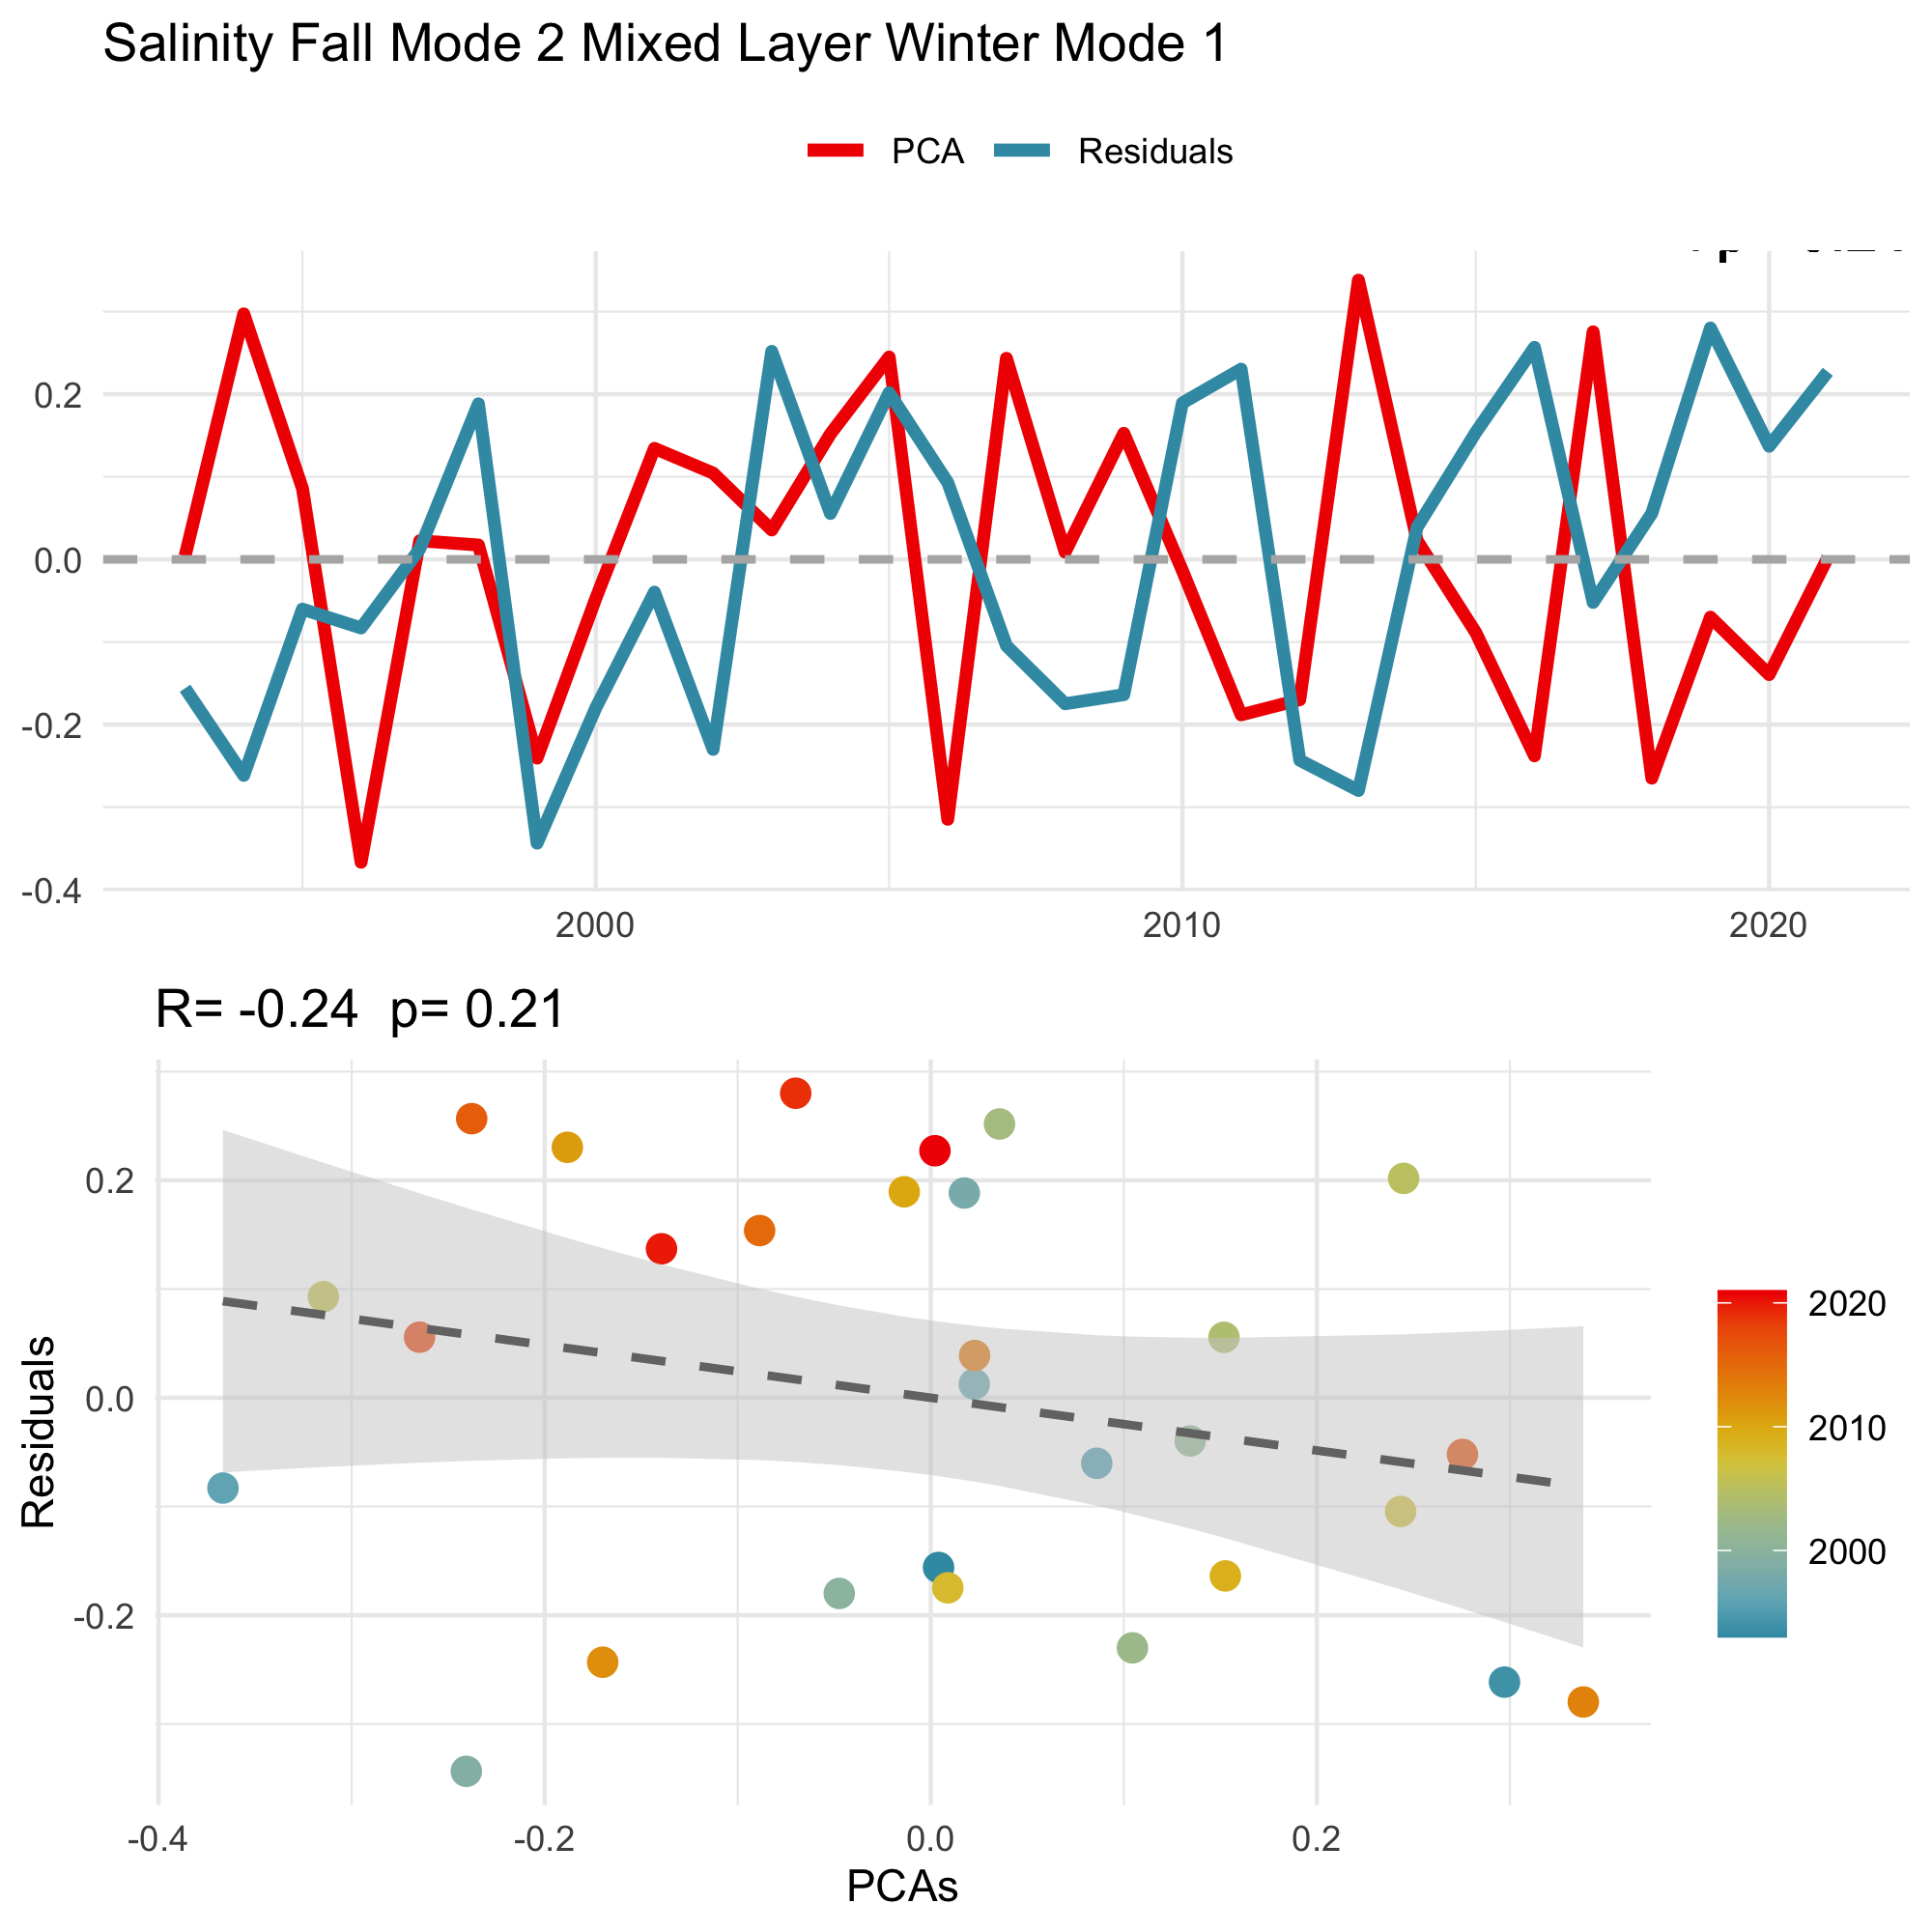 Salinity Fall Mode 2 Mixed Layer Winter Mode 1
PCA Residuals
0.2
0.0
-0.2
-0.4
2000 2010 2020
R= -0.24 p= 0.21
Residuals
0.2
0.0
-0.2
-0.4 -0.2 0.0 0.2
PCAs
2020
2010
2000